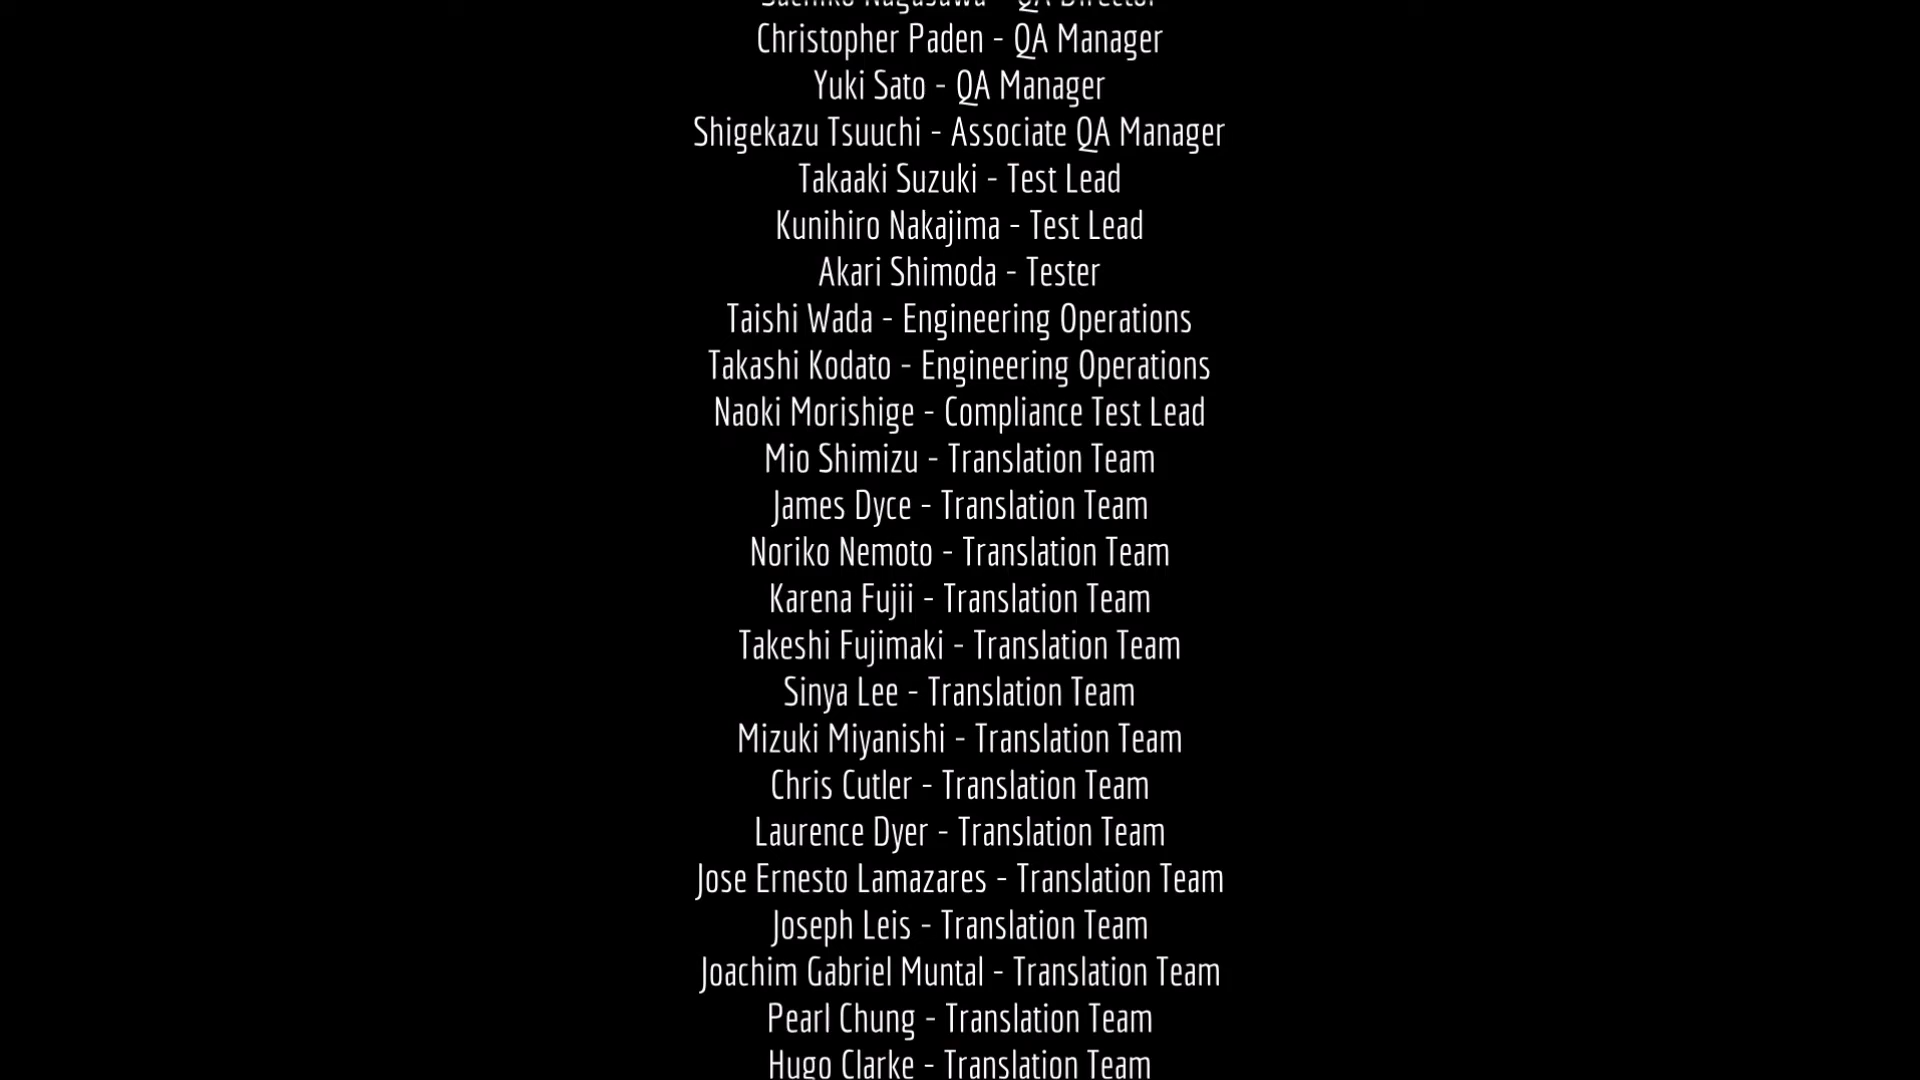 Sachiko Nagasawa - QA Director
Christopher Paden - QA Manager
Yuki Sato - QA Manager
Shigekazu Tsuuchi - Associate QA Manager
Takaaki Suzuki - Test Lead
Kunihiro Nakajima - Test Lead
Akari Shimoda - Tester
Taishi Wada - Engineering Operations
Takashi Kodato - Engineering Operations
Naoki Morishige - Compliance Test Lead
Mio Shimizu - Translation Team
James Dyce - Translation Team
Noriko Nemoto - Translation Team
Karena Fujii - Translation Team
Takeshi Fujimaki - Translation Team
Sinya Lee - Translation Team
Mizuki Miyanishi - Translation Team
Chris Cutler - Translation Team
Laurence Dyer - Translation Team
Jose Ernesto Lamazares - Translation Team
Joseph Leis - Translation Team
Joachim Gabriel Muntal - Translation Team
Pearl Chung - Translation Team
Hugo Clarke - Translation Team